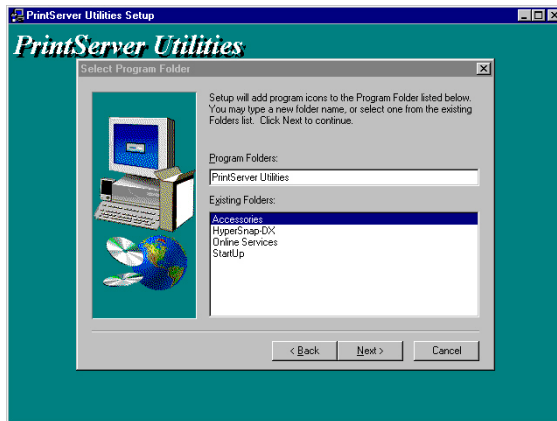 PrintServer Utilities Setup
PrintServer Utilities
Select Program Folder
Setup will add program icons to the Program Folder listed below.
You may type a new folder name, or select one from the existing
Folders list.  Click Next to continue.
Program Folders:
PrintServer Utilities
Existing Folders:
Accessories
HyperSnap-DX
Online Services
StartUp
< Back
Next >
Cancel